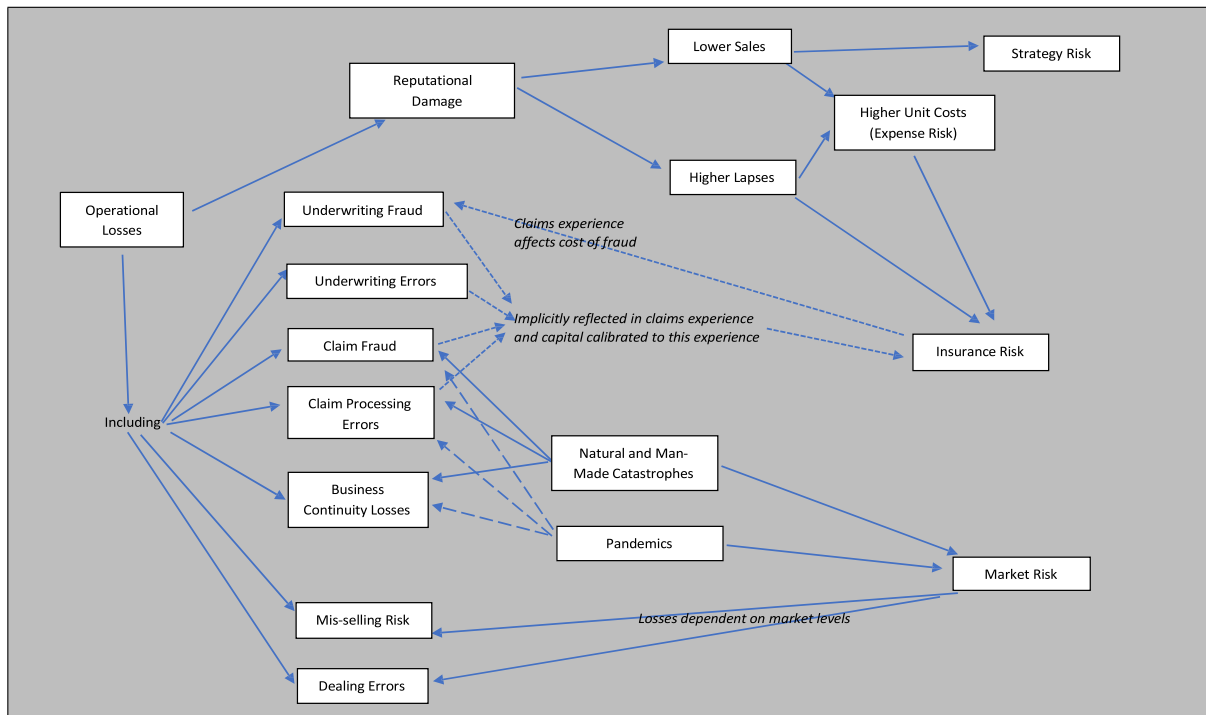 Lower Sales
Strategy Risk
Reputational
Damage
Higher Unit Costs
(Expense Risk)
Higher Lapses
Operational
Losses
Underwriting Fraud
Claims experience
affects cost of fraud
Underwriting Errors
Implicitly reflected in claims experience
and capital calibrated to this experience
Claim Fraud
Insurance Risk
Claim Processing
Errors
Including
Natural and Man-
Made Catastrophes
Business
Continuity Losses
Pandemics
Market Risk
Mis-selling Risk
Losses dependent on market levels
Dealing Errors